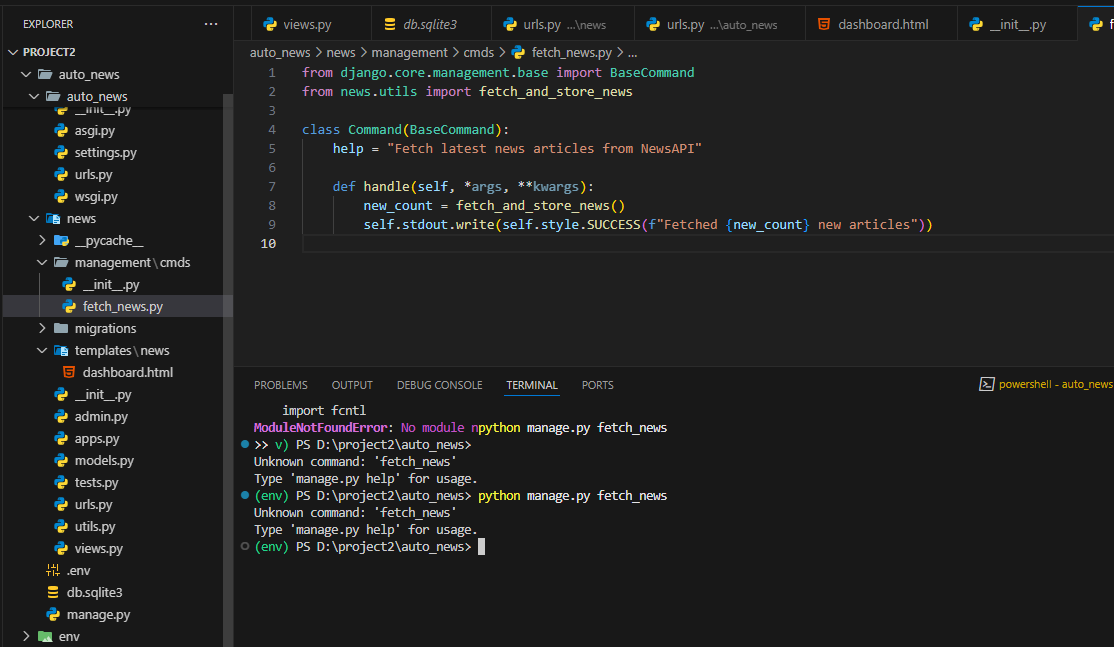 EXPLORER ...
PROJECT2
auto_news
auto_news
__init__.py
asgi.py
settings.py
urls.py
wsgi.py
news
__pycache__
management\cmds
__init__.py
fetch_news.py
migrations
templates\news
dashboard.html
__init__.py
admin.py
apps.py
models.py
tests.py
urls.py
utils.py
views.py
.env
db.sqlite3
manage.py
env
views.py db.sqlite3 urls.py ...\news urls.py ...\auto_news dashboard.html __init__.py f
auto_news > news > management > cmds > fetch_news.py > ...
1 from django.core.management.base import BaseCommand
2 from news.utils import fetch_and_store_news
3
4 class Command(BaseCommand):
5 help = "Fetch latest news articles from NewsAPI"
6
7 def handle(self, *args, **kwargs):
8 new_count = fetch_and_store_news()
9 self.stdout.write(self.style.SUCCESS(f"Fetched {new_count} new articles"))
10
PROBLEMS OUTPUT DEBUG CONSOLE TERMINAL PORTS powershell - auto_news
import fcntl
ModuleNotFoundError: No module npython manage.py fetch_news
>> v) PS D:\project2\auto_news>
Unknown command: 'fetch_news'
Type 'manage.py help' for usage.
(env) PS D:\project2\auto_news> python manage.py fetch_news
Unknown command: 'fetch_news'
Type 'manage.py help' for usage.
(env) PS D:\project2\auto_news>